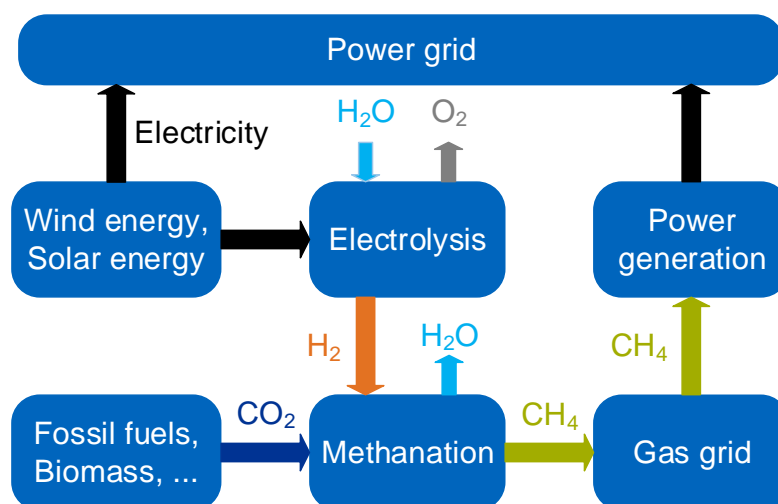 Power grid
H₂O
O₂
Electricity
Wind energy,
Solar energy
Electrolysis
Power
generation
H₂
H₂O
CH₄
CO₂
CH₄
Fossil fuels,
Biomass, ...
Methanation
Gas grid